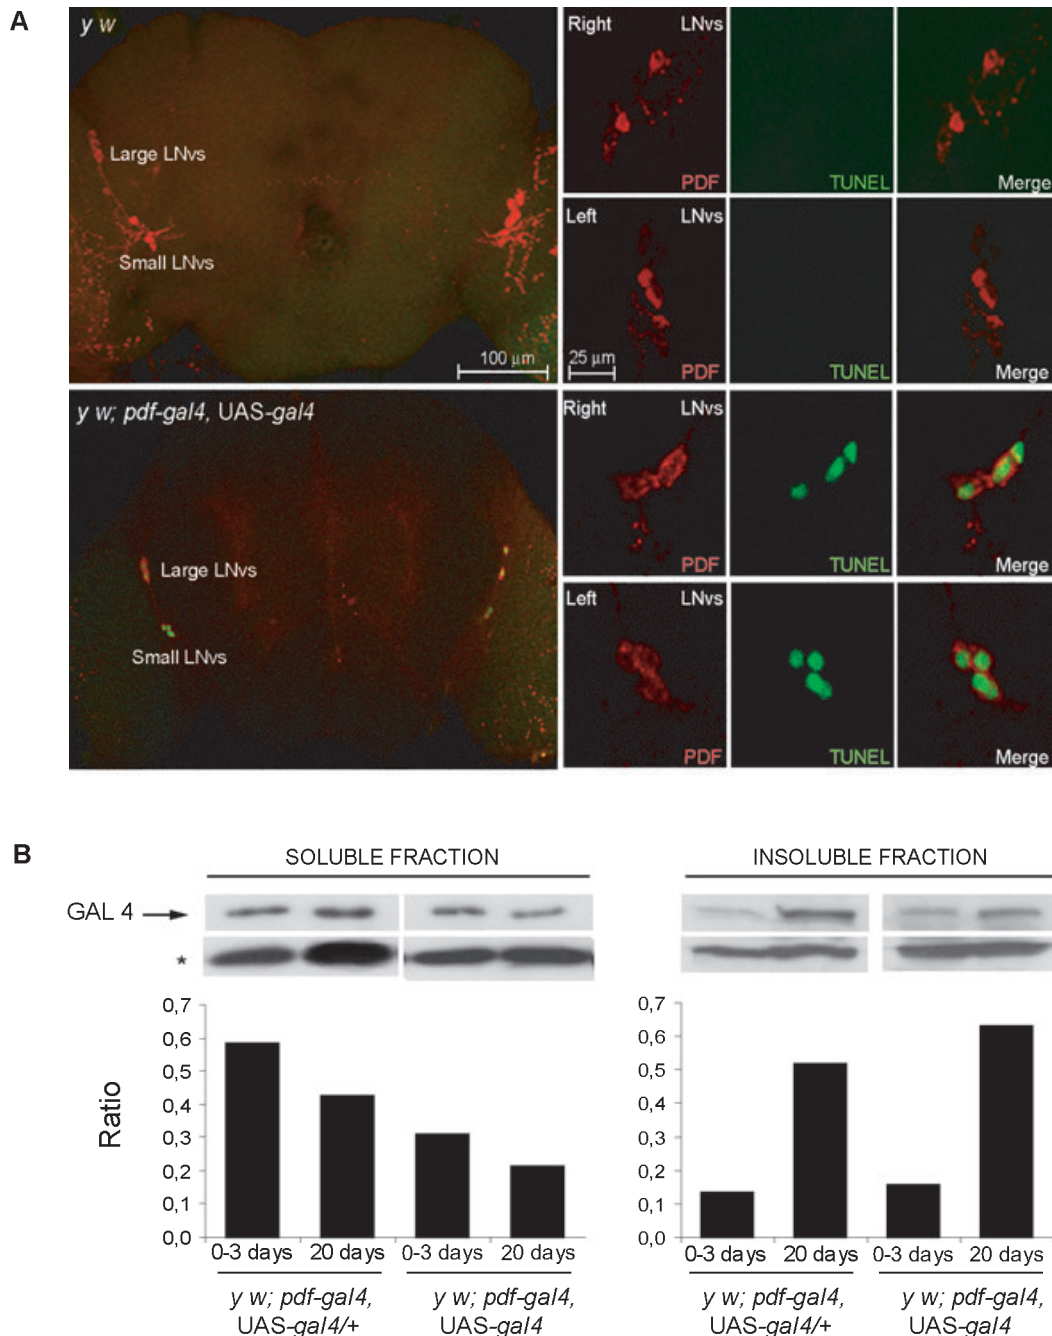 A
y w
Large LNvs
Small LNvs
100 µm
Right LNvs
PDF
TUNEL
Merge
Left LNvs
25 µm
PDF
TUNEL
Merge
y w; pdf-gal4, UAS-gal4
Large LNvs
Small LNvs
Right LNvs
PDF
TUNEL
Merge
Left LNvs
PDF
TUNEL
Merge
B
SOLUBLE FRACTION
INSOLUBLE FRACTION
GAL 4
*
Ratio
0,7
0,6
0,5
0,4
0,3
0,2
0,1
0,0
0-3 days 20 days 0-3 days 20 days
y w; pdf-gal4, UAS-gal4/+
y w; pdf-gal4, UAS-gal4
0,7
0,6
0,5
0,4
0,3
0,2
0,1
0,0
0-3 days 20 days 0-3 days 20 days
y w; pdf-gal4, UAS-gal4/+
y w; pdf-gal4, UAS-gal4